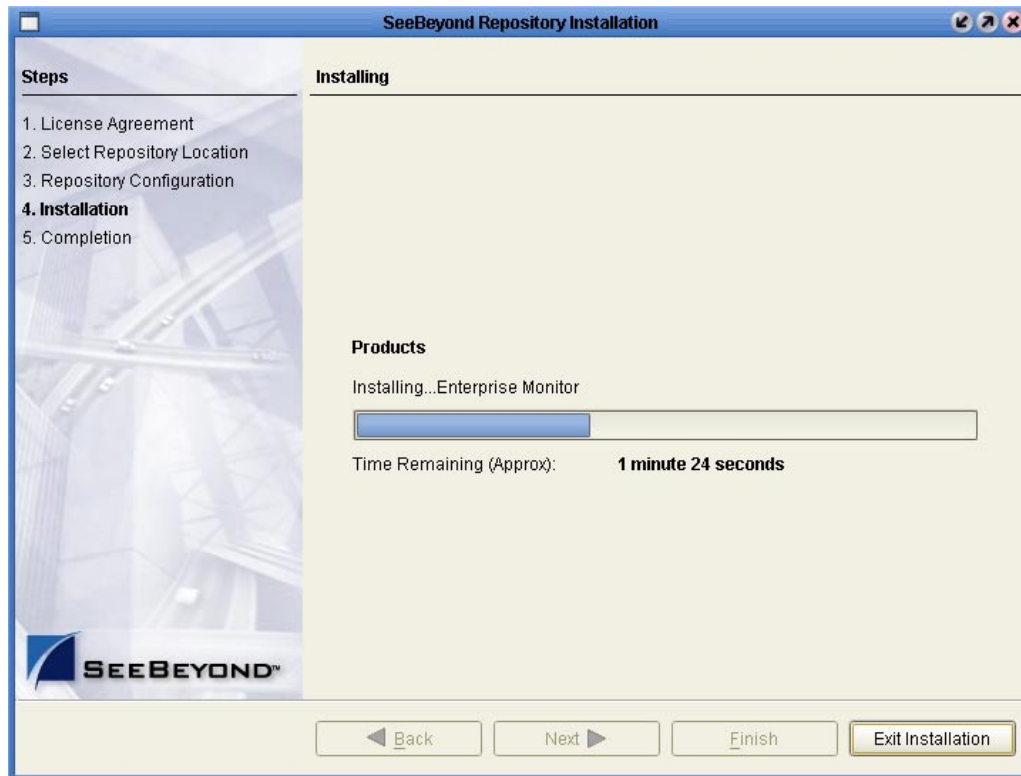 SeeBeyond Repository Installation
Steps
1. License Agreement
2. Select Repository Location
3. Repository Configuration
4. Installation
5. Completion
Installing
Products
Installing...Enterprise Monitor
Time Remaining (Approx): 1 minute 24 seconds
SEEBEYOND™
Back Next Finish Exit Installation